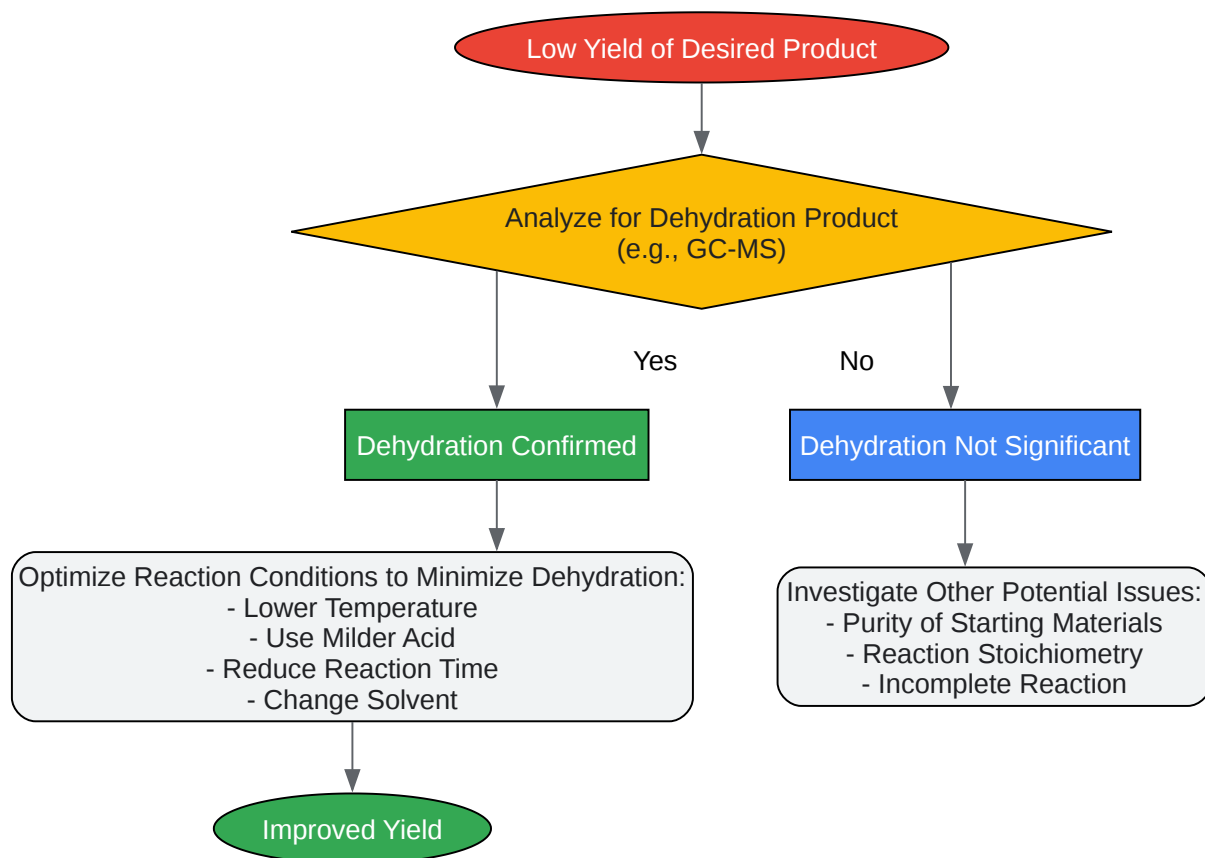 Low Yield of Desired Product
Analyze for Dehydration Product
(e.g., GC-MS)
Yes
No
Dehydration Confirmed
Dehydration Not Significant
Optimize Reaction Conditions to Minimize Dehydration:
- Lower Temperature
- Use Milder Acid
- Reduce Reaction Time
- Change Solvent
Investigate Other Potential Issues:
- Purity of Starting Materials
- Reaction Stoichiometry
- Incomplete Reaction
Improved Yield